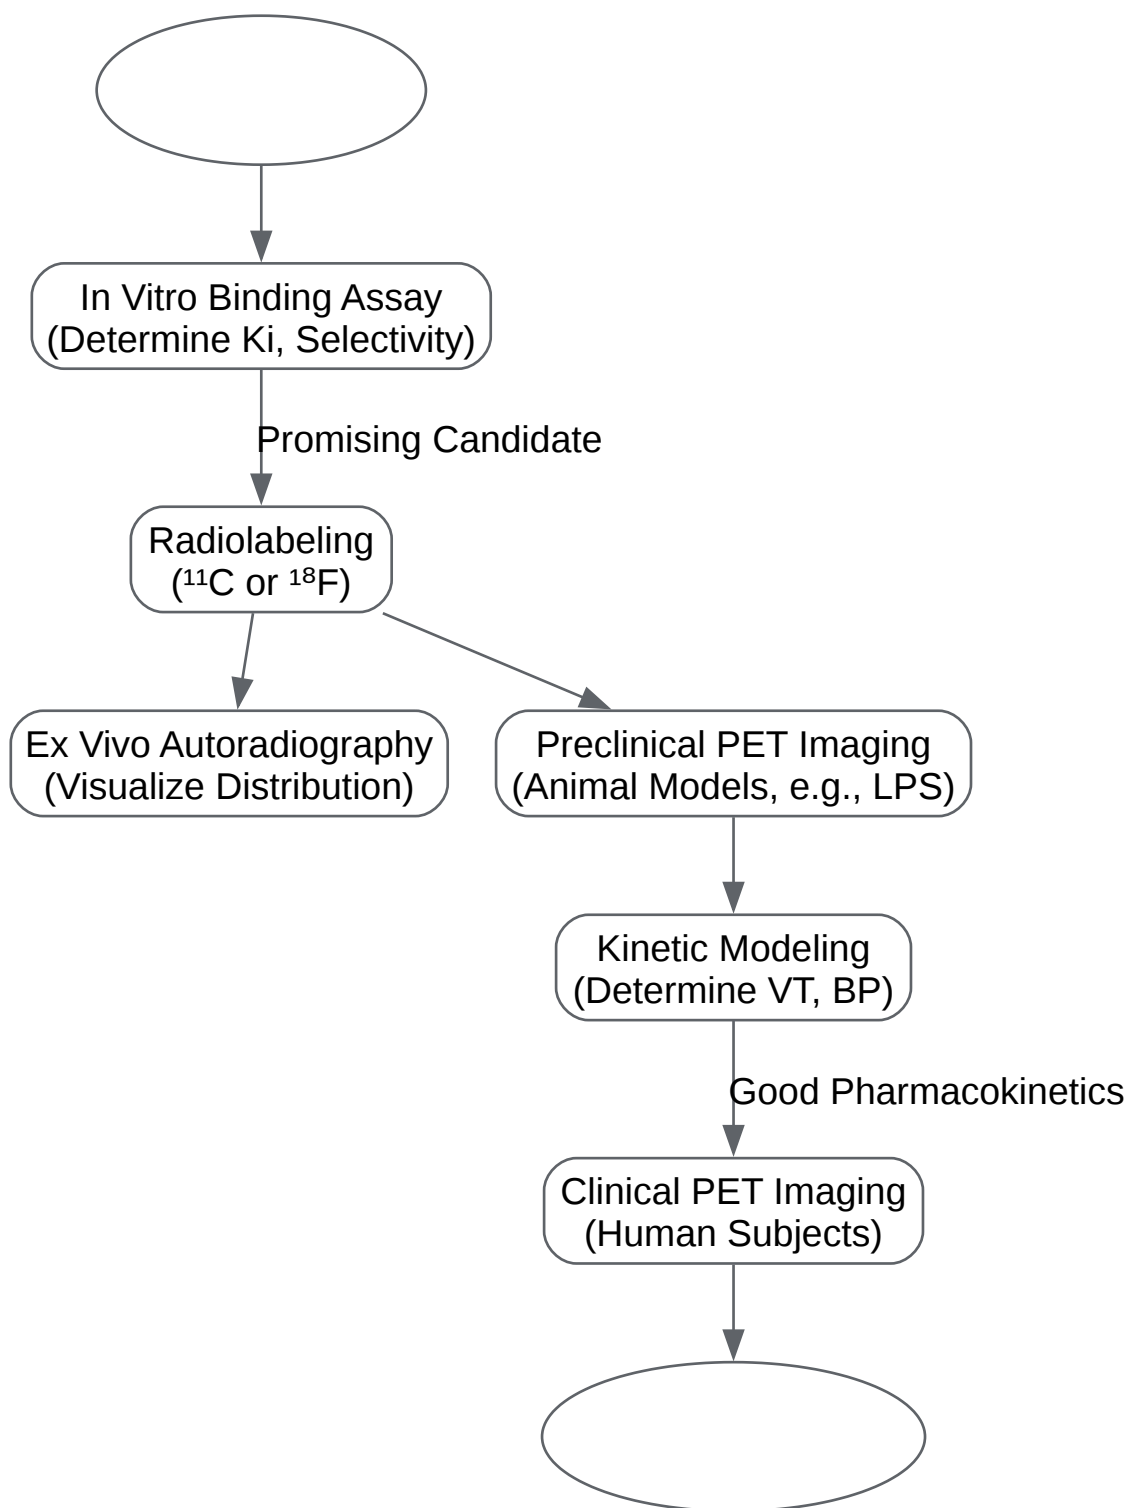 In Vitro Binding Assay
(Determine Ki, Selectivity)
Promising Candidate
Radiolabeling
(¹¹C or ¹⁸F)
Ex Vivo Autoradiography
(Visualize Distribution)
Preclinical PET Imaging
(Animal Models, e.g., LPS)
Kinetic Modeling
(Determine VT, BP)
Good Pharmacokinetics
Clinical PET Imaging
(Human Subjects)